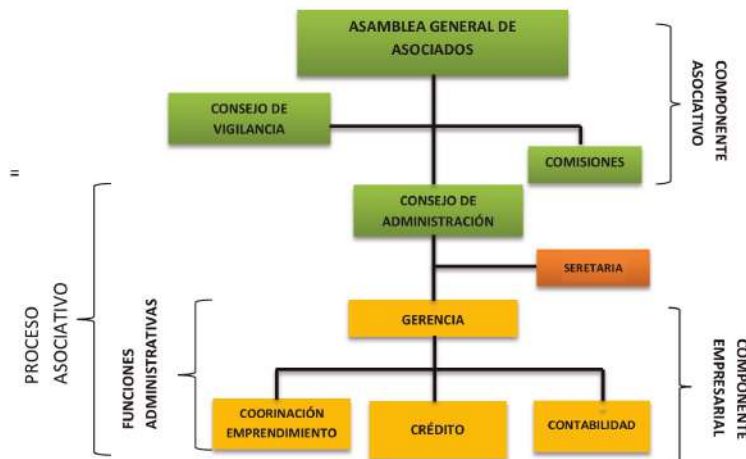 ASAMBLEA GENERAL DE
ASOCIADOS
CONSEJO DE
VIGILANCIA
COMISIONES
COMPONENTE
ASOCIATIVO
=
CONSEJO DE
ADMINISTRACIÓN
SERETARIA
GERENCIA
PROCESO
ASOCIATIVO
FUNCIONES
ADMINISTRATIVAS
COORINACIÓN
EMPRENDIMIENTO
CRÉDITO
CONTABILIDAD
COMPONENTE
EMPRESARIAL